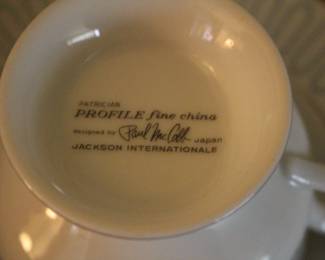 PATRICIAN
PROFILE fine china
designed by Paul McCobb Japan
JACKSON INTERNATIONALE